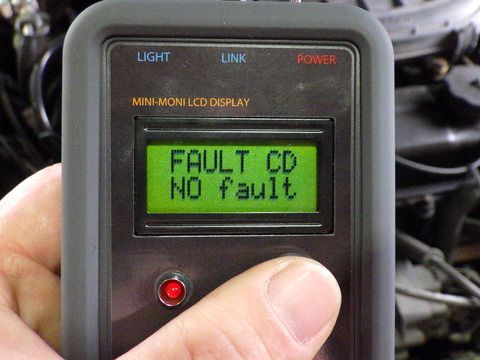 LIGHT LINK POWER
MINI-MONI LCD DISPLAY
FAULT CD
NO fault